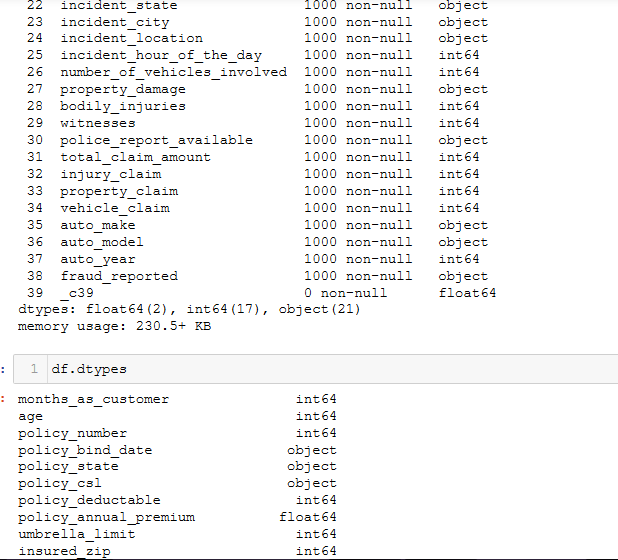 22 incident_state 1000 non-null object
23 incident_city 1000 non-null object
24 incident_location 1000 non-null object
25 incident_hour_of_the_day 1000 non-null int64
26 number_of_vehicles_involved 1000 non-null int64
27 property_damage 1000 non-null object
28 bodily_injuries 1000 non-null int64
29 witnesses 1000 non-null int64
30 police_report_available 1000 non-null object
31 total_claim_amount 1000 non-null int64
32 injury_claim 1000 non-null int64
33 property_claim 1000 non-null int64
34 vehicle_claim 1000 non-null int64
35 auto_make 1000 non-null object
36 auto_model 1000 non-null object
37 auto_year 1000 non-null int64
38 fraud_reported 1000 non-null object
39 _c39 0 non-null float64
dtypes: float64(2), int64(17), object(21)
memory usage: 230.5+ KB
: 1 df.dtypes
: months_as_customer int64
age int64
policy_number int64
policy_bind_date object
policy_state object
policy_csl object
policy_deductable int64
policy_annual_premium float64
umbrella_limit int64
insured_zip int64